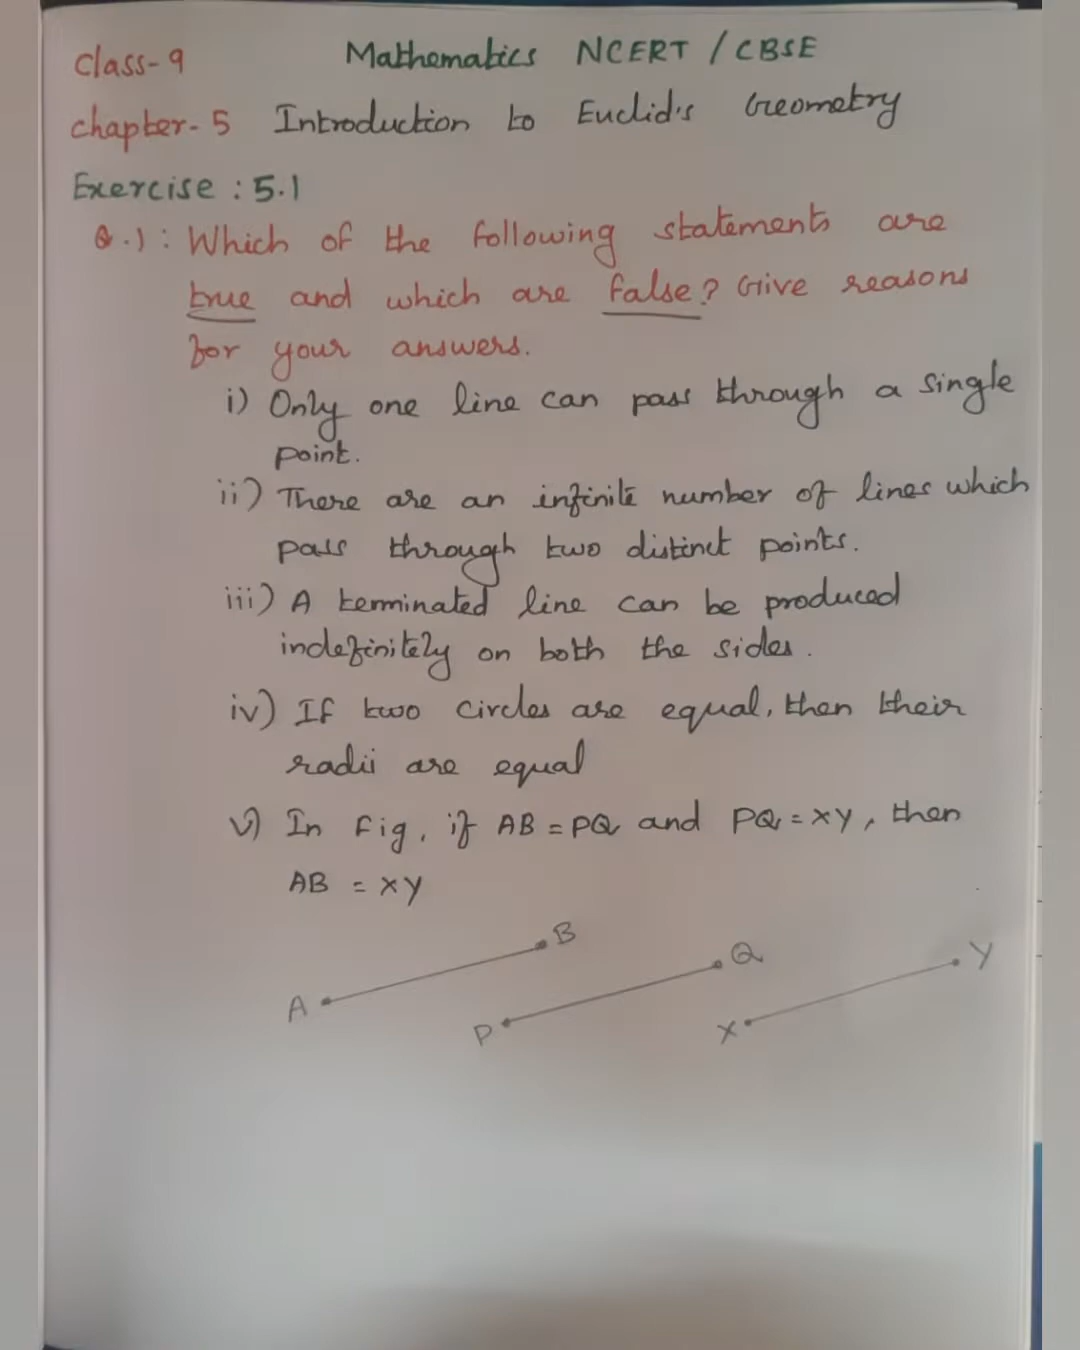 Class-9 Mathematics NCERT / CBSE
Chapter-5 Introduction to Euclid's Geometry
Exercise : 5.1
Q.1: Which of the following statements are
true and which are false? Give reasons
for your answers.
i) Only one line can pass through a single
point.
ii) There are an infinite number of lines which
pass through two distinct points.
iii) A terminated line can be produced
indefinitely on both the sides.
iv) If two circles are equal, then their
radii are equal
v) In Fig, if AB = PQ and PQ = XY, then
AB = XY
A B P Q X Y